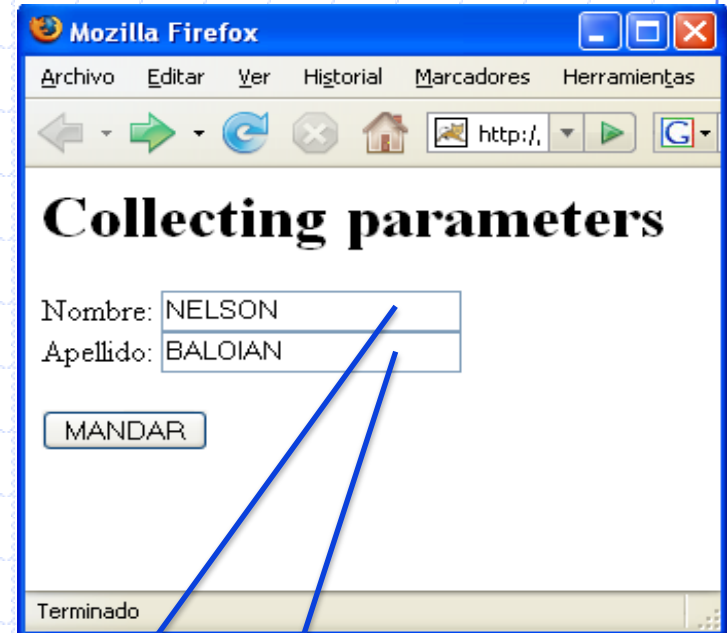 Mozilla Firefox
Archivo Editar Ver Historial Marcadores Herramientas
http:/,
G
Collecting parameters
Nombre: NELSON
Apellido: BALOIAN
MANDAR
Terminado